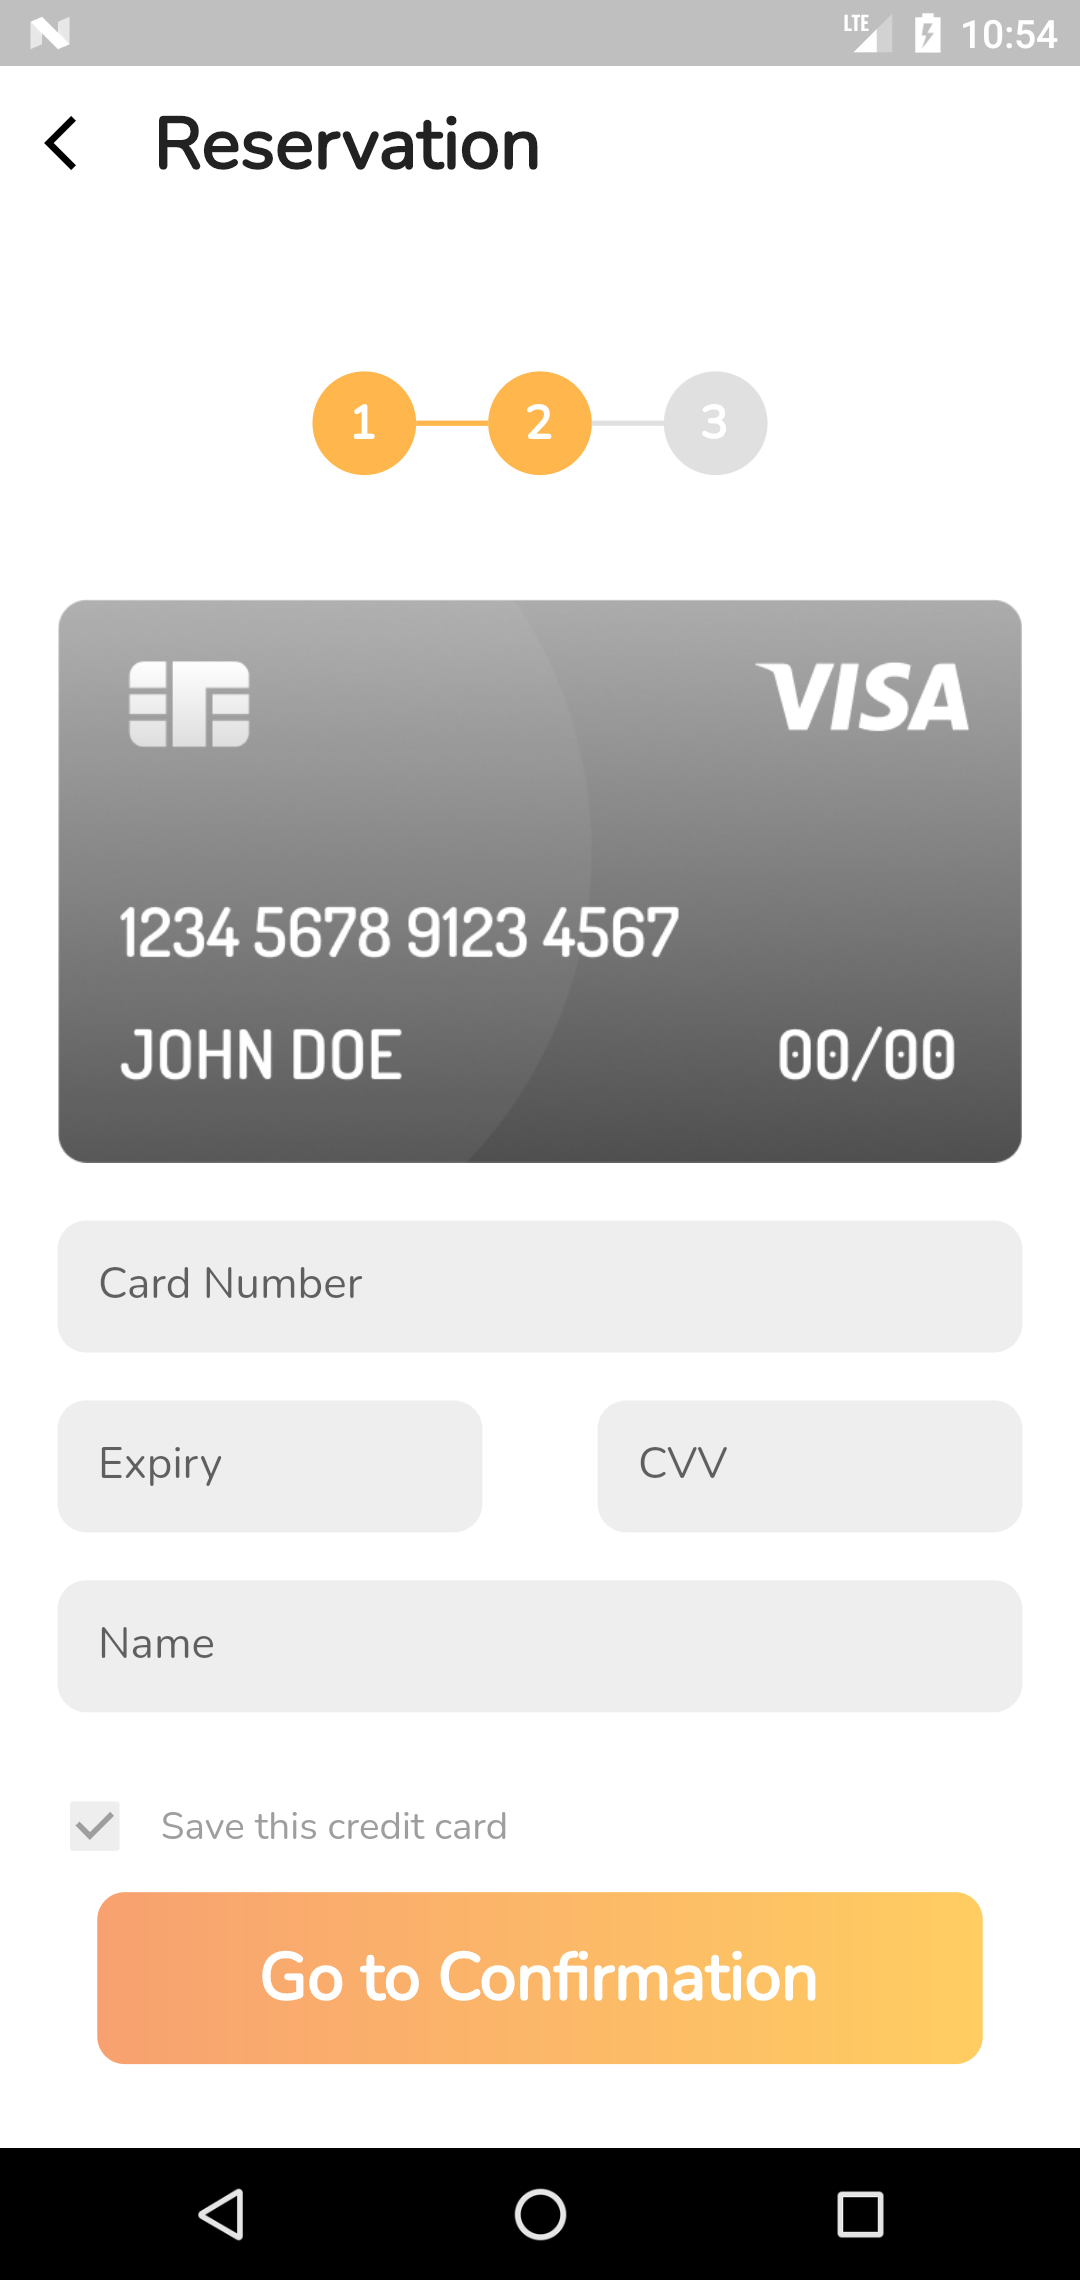 LTE 10:54
Reservation
1 2 3
VISA
1234 5678 9123 4567
JOHN DOE 00/00
Card Number
Expiry CVV
Name
Save this credit card
Go to Confirmation